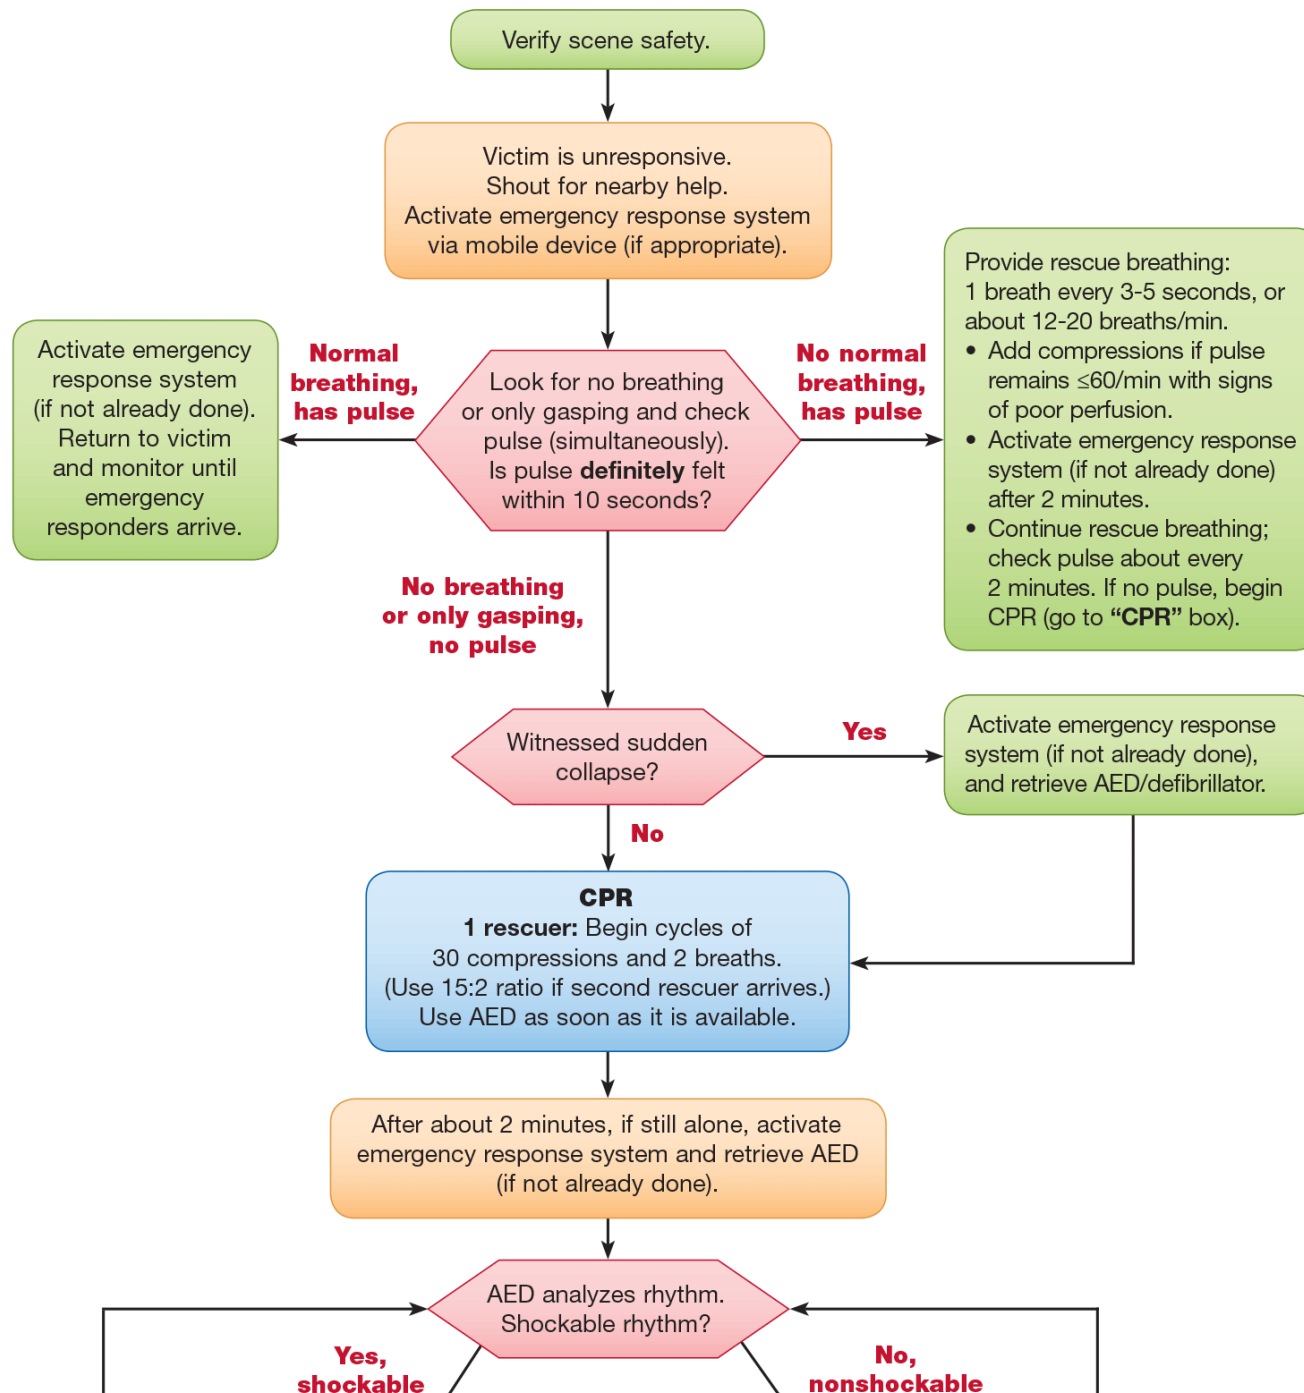 Verify scene safety.
Victim is unresponsive.
Shout for nearby help.
Activate emergency response system
via mobile device (if appropriate).
Activate emergency
response system
(if not already done).
Return to victim
and monitor until
emergency
responders arrive.
Normal
breathing,
has pulse
Look for no breathing
or only gasping and check
pulse (simultaneously).
Is pulse definitely felt
within 10 seconds?
No normal
breathing,
has pulse
Provide rescue breathing:
1 breath every 3-5 seconds, or
about 12-20 breaths/min.
• Add compressions if pulse
remains ≤60/min with signs
of poor perfusion.
• Activate emergency response
system (if not already done)
after 2 minutes.
• Continue rescue breathing;
check pulse about every
2 minutes. If no pulse, begin
CPR (go to “CPR” box).
No breathing
or only gasping,
no pulse
Witnessed sudden
collapse?
Yes
Activate emergency response
system (if not already done),
and retrieve AED/defibrillator.
No
CPR
1 rescuer: Begin cycles of
30 compressions and 2 breaths.
(Use 15:2 ratio if second rescuer arrives.)
Use AED as soon as it is available.
After about 2 minutes, if still alone, activate
emergency response system and retrieve AED
(if not already done).
AED analyzes rhythm.
Shockable rhythm?
Yes,
shockable
No,
nonshockable